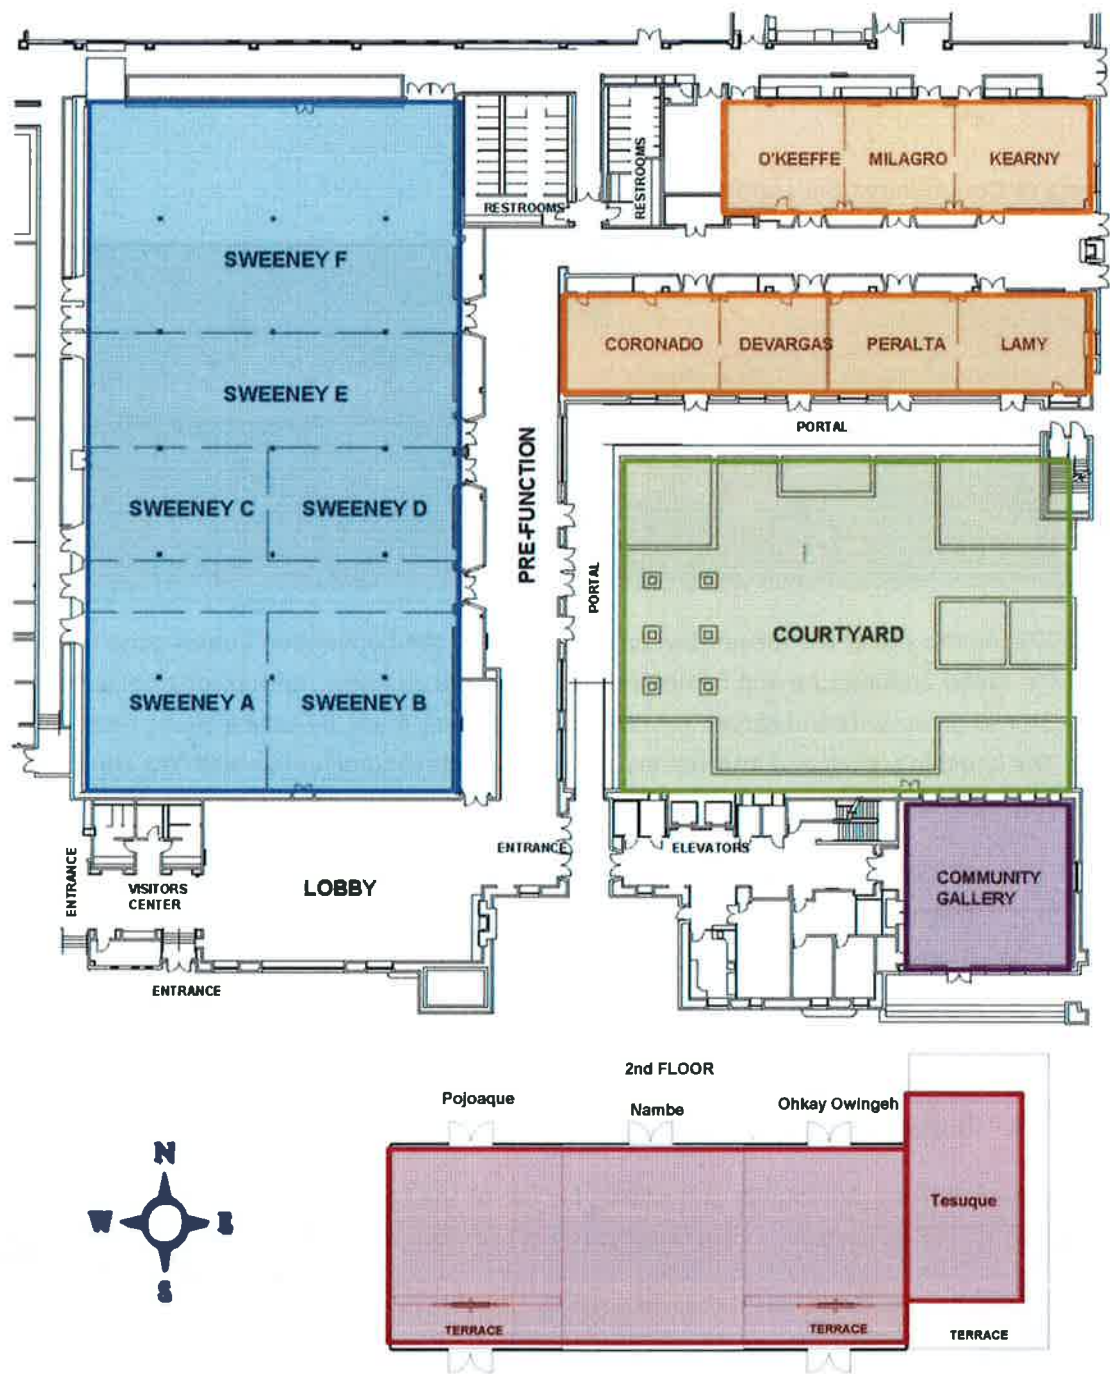 RESTROOMS
RESTROOMS
O'KEEFFE
MILAGRO
KEARNY
SWEENEY F
CORONADO
DEVARGAS
PERALTA
LAMY
SWEENEY E
PORTAL
PRE-FUNCTION
SWEENEY C
SWEENEY D
PORTAL
COURTYARD
SWEENEY A
SWEENEY B
ENTRANCE
ELEVATORS
ENTRANCE
VISITORS
CENTER
LOBBY
COMMUNITY
GALLERY
ENTRANCE
2nd FLOOR
Pojoaque
Nambe
Ohkay Owingeh
N
W
E
S
Tesuque
TERRACE
TERRACE
TERRACE